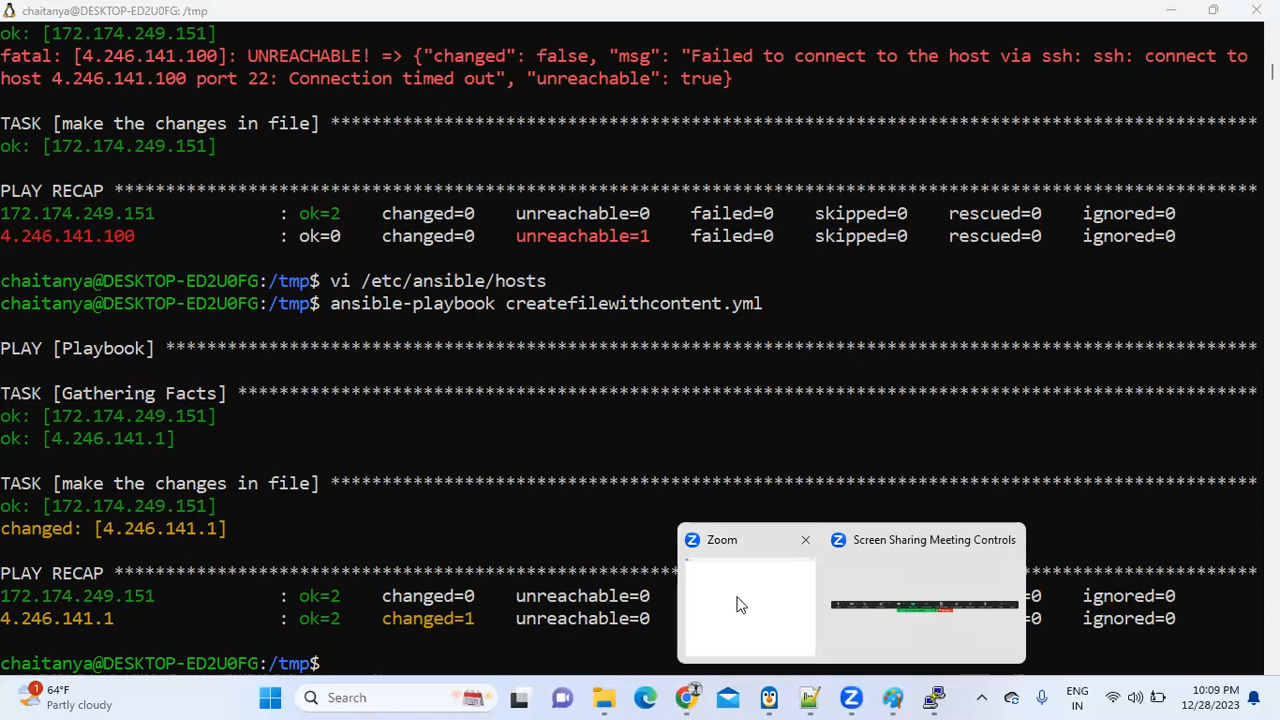 chaitanya@DESKTOP-ED2U0FG: /tmp
ok: [172.174.249.151]
fatal: [4.246.141.100]: UNREACHABLE! => {"changed": false, "msg": "Failed to connect to the host via ssh: ssh: connect to
host 4.246.141.100 port 22: Connection timed out", "unreachable": true}
TASK [make the changes in file] ******************************************************************************************
ok: [172.174.249.151]
PLAY RECAP ***************************************************************************************************************
172.174.249.151 : ok=2 changed=0 unreachable=0 failed=0 skipped=0 rescued=0 ignored=0
4.246.141.100 : ok=0 changed=0 unreachable=1 failed=0 skipped=0 rescued=0 ignored=0
chaitanya@DESKTOP-ED2U0FG:/tmp$ vi /etc/ansible/hosts
chaitanya@DESKTOP-ED2U0FG:/tmp$ ansible-playbook createfilewithcontent.yml
PLAY [Playbook] **********************************************************************************************************
TASK [Gathering Facts] ***************************************************************************************************
ok: [172.174.249.151]
ok: [4.246.141.1]
TASK [make the changes in file] ******************************************************************************************
ok: [172.174.249.151]
changed: [4.246.141.1]
PLAY RECAP ***************************************************************************************************************
172.174.249.151 : ok=2 changed=0 unreachable=0 =0 ignored=0
4.246.141.1 : ok=2 changed=1 unreachable=0 =0 ignored=0
chaitanya@DESKTOP-ED2U0FG:/tmp$
Zoom
Screen Sharing Meeting Controls
1
64°F
Partly cloudy
Search
ENG
IN
10:09 PM
12/28/2023